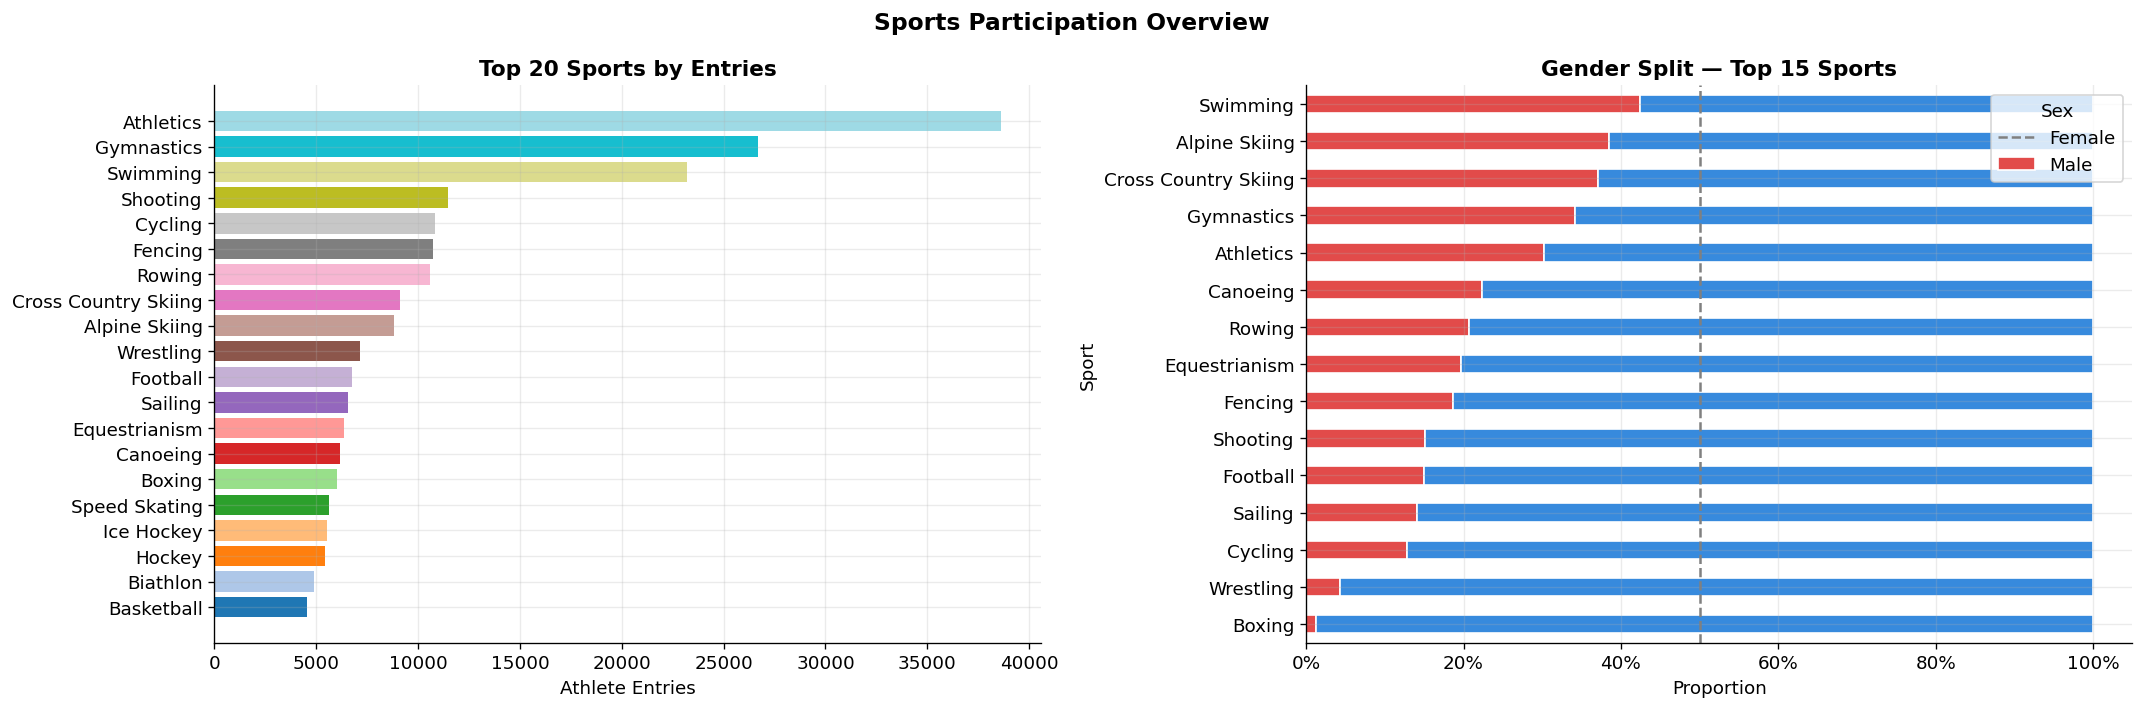 Sports Participation Overview
Top 20 Sports by Entries
Athletics
Gymnastics
Swimming
Shooting
Cycling
Fencing
Rowing
Cross Country Skiing
Alpine Skiing
Wrestling
Football
Sailing
Equestrianism
Canoeing
Boxing
Speed Skating
Ice Hockey
Hockey
Biathlon
Basketball
0 5000 10000 15000 20000 25000 30000 35000 40000
Athlete Entries
Gender Split — Top 15 Sports
Sport
Swimming
Alpine Skiing
Cross Country Skiing
Gymnastics
Athletics
Canoeing
Rowing
Equestrianism
Fencing
Shooting
Football
Sailing
Cycling
Wrestling
Boxing
0% 20% 40% 60% 80% 100%
Proportion
Sex
Female
Male